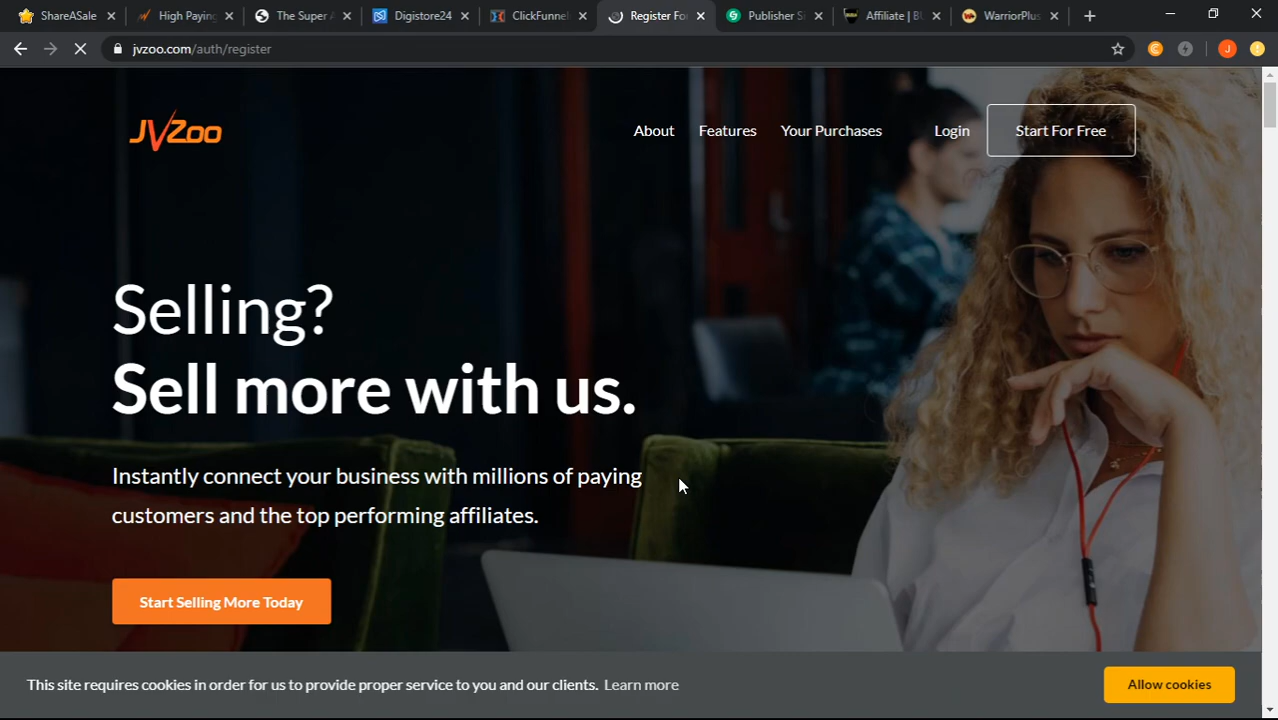 ShareASale
High Paying
The Super A
Digistore24
ClickFunnel
Register For
Publisher Si
Affiliate | BU
WarriorPlus
jvzoo.com/auth/register
J
JVZoo
About
Features
Your Purchases
Login
Start For Free
Selling?
Sell more with us.
Instantly connect your business with millions of paying
customers and the top performing affiliates.
Start Selling More Today
This site requires cookies in order for us to provide proper service to you and our clients. Learn more
Allow cookies